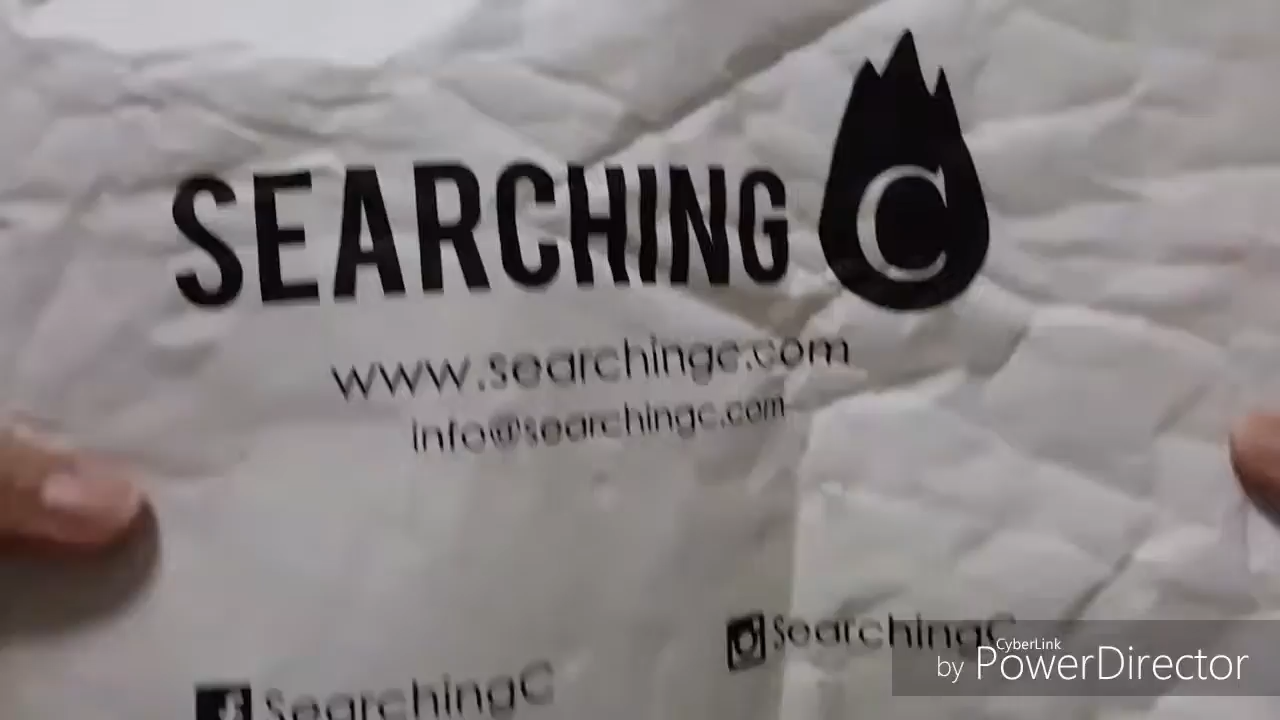 SEARCHING C
www.searchingc.com
info@searchingc.com
SearchingC
SearchingC
CyberLink
by PowerDirector